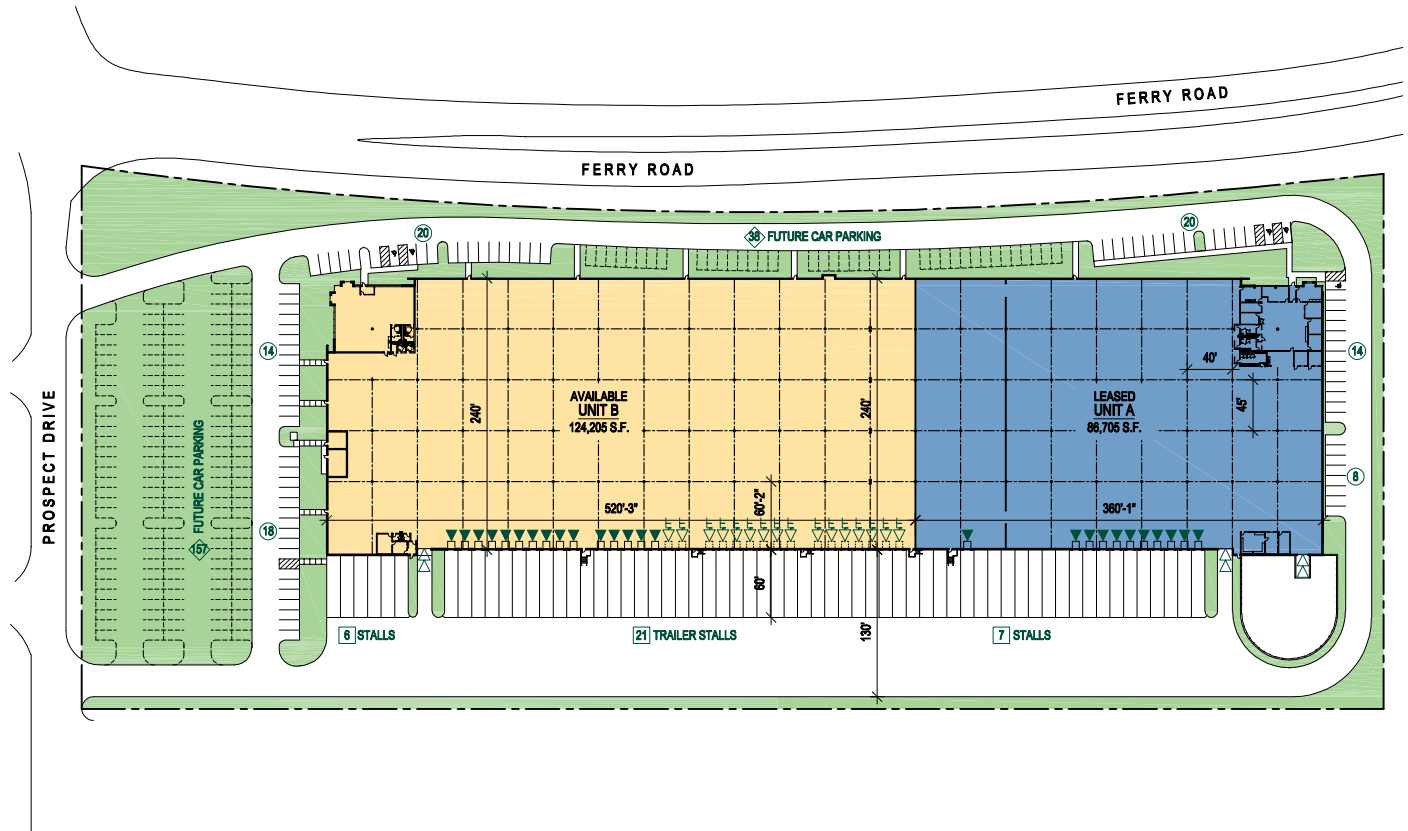 FERRY ROAD
FERRY ROAD
20
38 FUTURE CAR PARKING
20
14
14
40'
45'
AVAILABLE
UNIT B
124,205 S.F.
240'
240'
LEASED
UNIT A
86,705 S.F.
PROSPECT DRIVE
157 FUTURE CAR PARKING
8
18
520'-3"
60'-2"
360'-1"
60'
130'
6 STALLS
21 TRAILER STALLS
7 STALLS